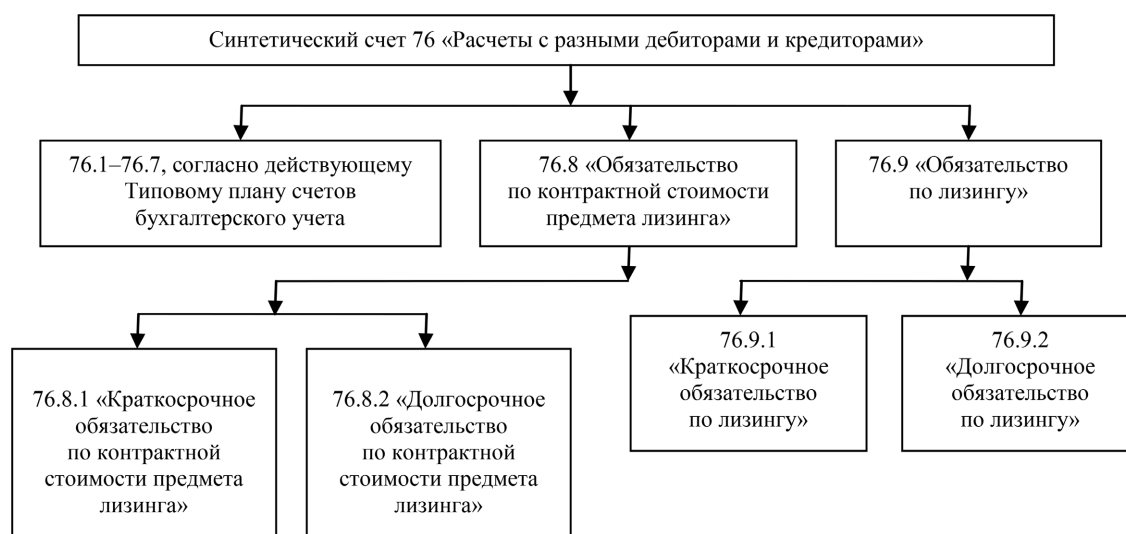 Синтетический счет 76 «Расчеты с разными дебиторами и кредиторами»
76.1–76.7, согласно действующему
Типовому плану счетов
бухгалтерского учета
76.8 «Обязательство
по контрактной стоимости
предмета лизинга»
76.9 «Обязательство
по лизингу»
76.8.1 «Краткосрочное
обязательство
по контрактной
стоимости предмета
лизинга»
76.8.2 «Долгосрочное
обязательство
по контрактной
стоимости предмета
лизинга»
76.9.1
«Краткосрочное
обязательство
по лизингу»
76.9.2
«Долгосрочное
обязательство
по лизингу»